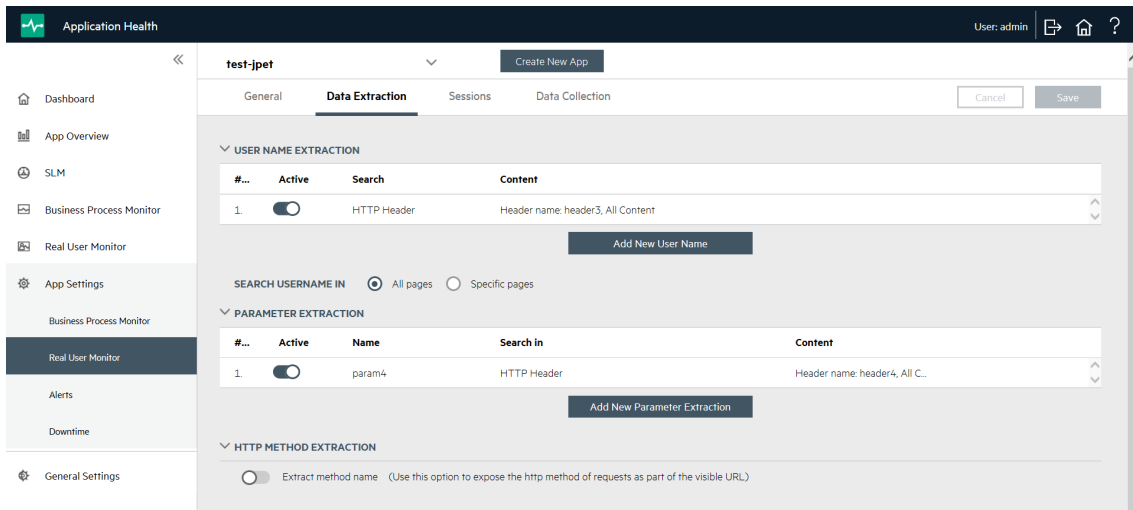 Application Health
User: admin
?
test-jpet
Create New App
General Data Extraction Sessions Data Collection
Cancel Save
Dashboard
App Overview
SLM
Business Process Monitor
Real User Monitor
App Settings
Business Process Monitor
Real User Monitor
Alerts
Downtime
General Settings
USER NAME EXTRACTION
#... Active Search Content
1. HTTP Header Header name: header3, All Content
Add New User Name
SEARCH USERNAME IN All pages Specific pages
PARAMETER EXTRACTION
#... Active Name Search in Content
1. param4 HTTP Header Header name: header4, All C...
Add New Parameter Extraction
HTTP METHOD EXTRACTION
Extract method name (Use this option to expose the http method of requests as part of the visible URL)